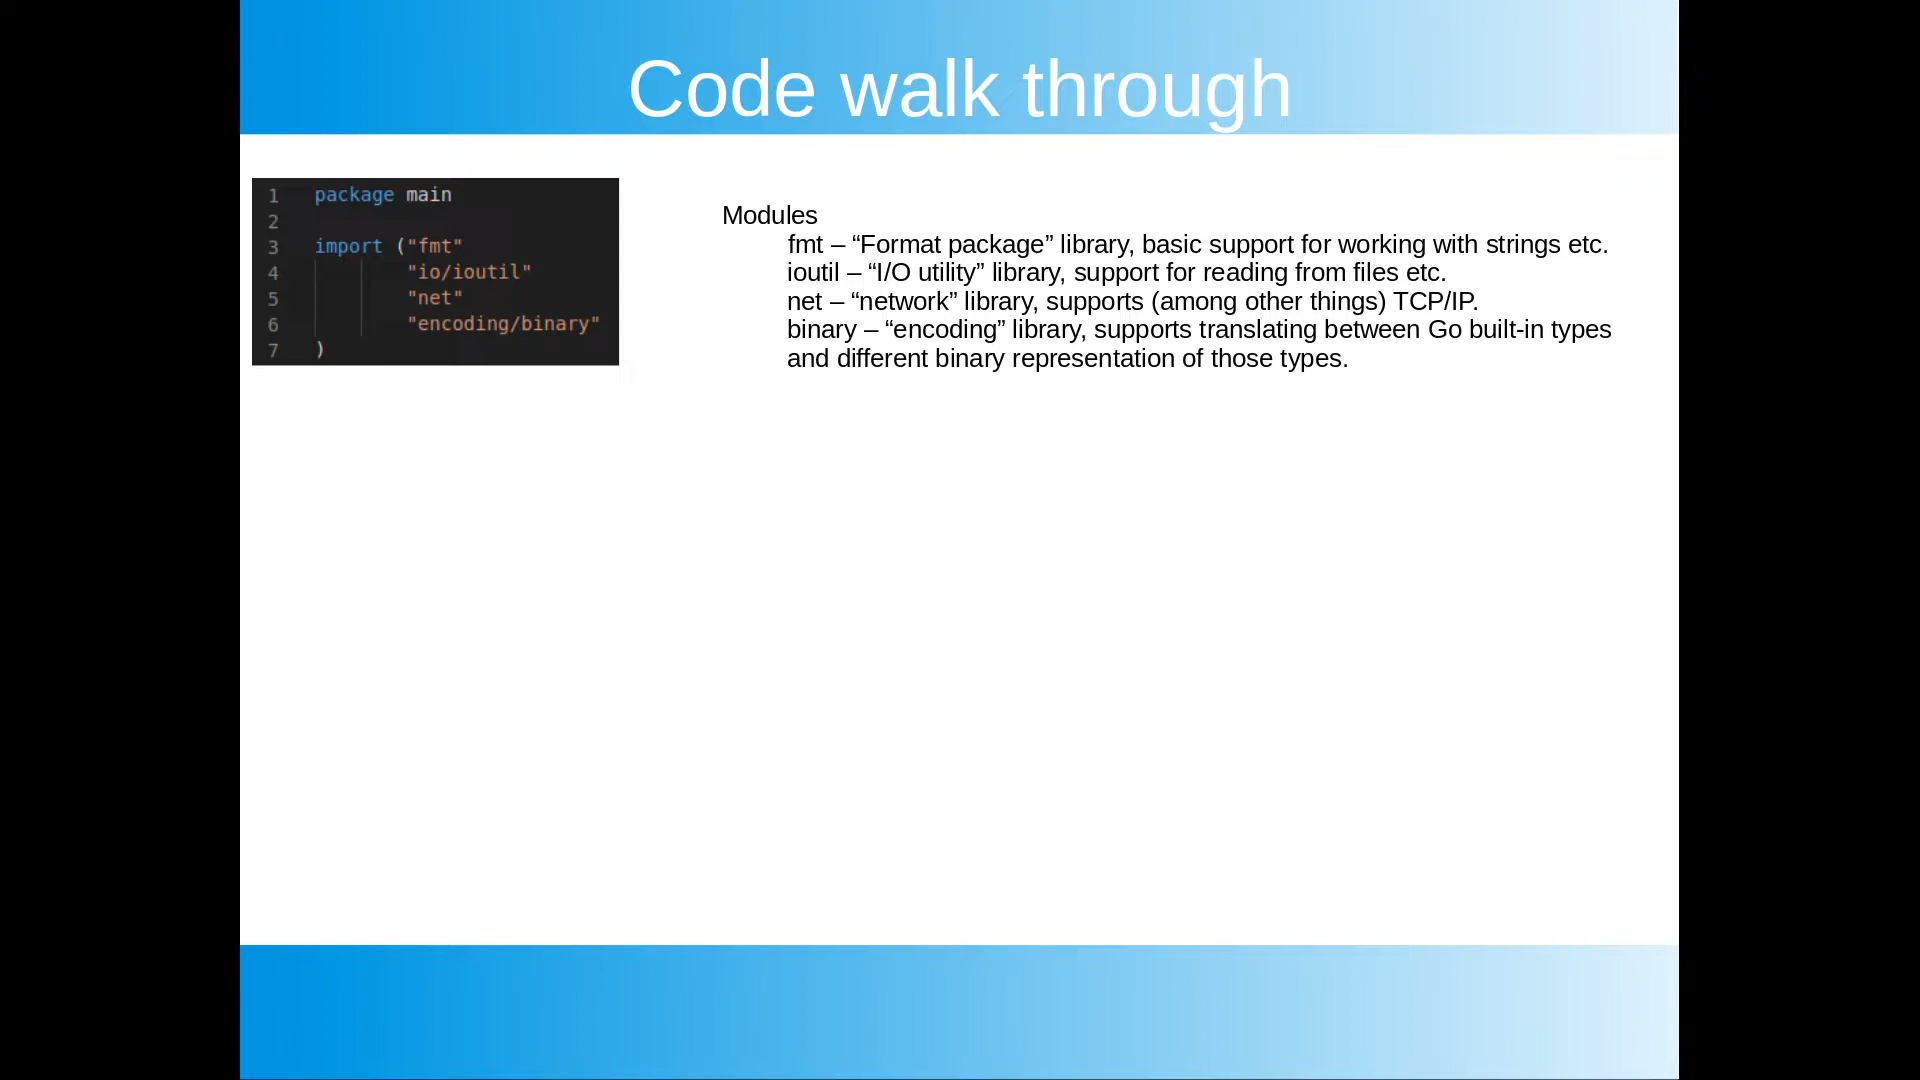 Code walk through
1 package main
2
3 import ("fmt"
4 "io/ioutil"
5 "net"
6 "encoding/binary"
7 )
Modules
fmt – “Format package” library, basic support for working with strings etc.
ioutil – “I/O utility” library, support for reading from files etc.
net – “network” library, supports (among other things) TCP/IP.
binary – “encoding” library, supports translating between Go built-in types
and different binary representation of those types.